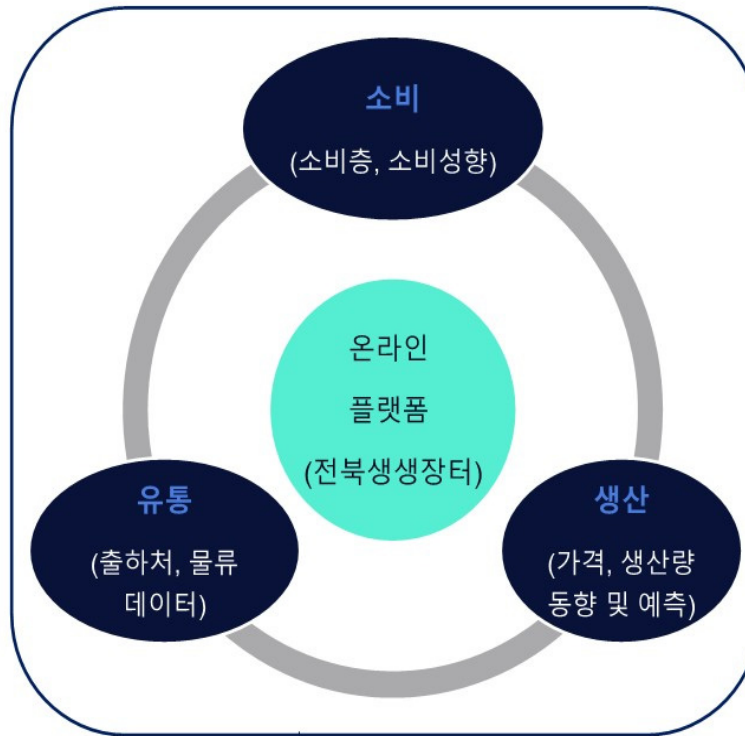 소비
(소비층, 소비성향)
온라인
플랫폼
(전북생생장터)
유통
(출하처, 물류
데이터)
생산
(가격, 생산량
동향 및 예측)